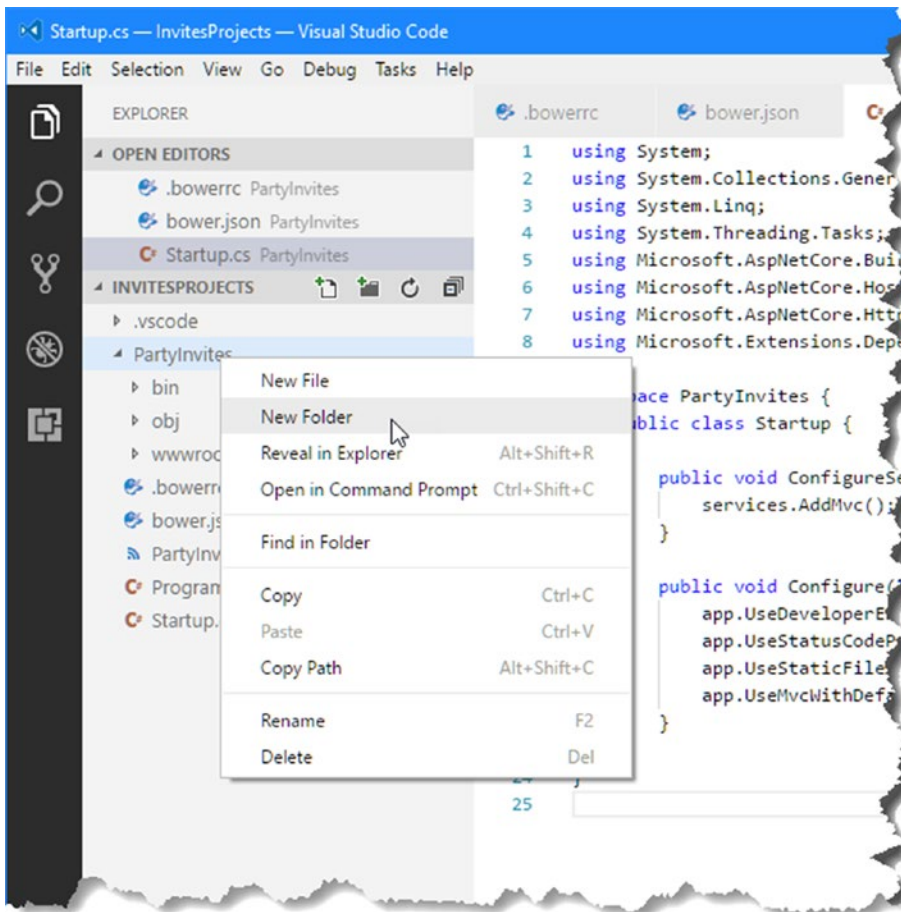 Startup.cs — InvitesProjects — Visual Studio Code
File Edit Selection View Go Debug Tasks Help
EXPLORER
OPEN EDITORS
.bowerrc PartyInvites
bower.json PartyInvites
Startup.cs PartyInvites
INVITESPROJECTS
.vscode
PartyInvites
bin
obj
wwwroo
.bowerr
bower.js
PartyInv
Program
Startup.
New File
New Folder
Reveal in Explorer Alt+Shift+R
Open in Command Prompt Ctrl+Shift+C
Find in Folder
Copy Ctrl+C
Paste Ctrl+V
Copy Path Alt+Shift+C
Rename F2
Delete Del
.bowerrc bower.json
1 using System;
2 using System.Collections.Gener
3 using System.Linq;
4 using System.Threading.Tasks;
5 using Microsoft.AspNetCore.Bui
6 using Microsoft.AspNetCore.Hos
7 using Microsoft.AspNetCore.Htt
8 using Microsoft.Extensions.Depe
pace PartyInvites {
blic class Startup {
public void ConfigureSe
services.AddMvc();
}
public void Configure(
app.UseDeveloperE
app.UseStatusCodeP
app.UseStaticFile
app.UseMvcWithDefa
}
24 }
25